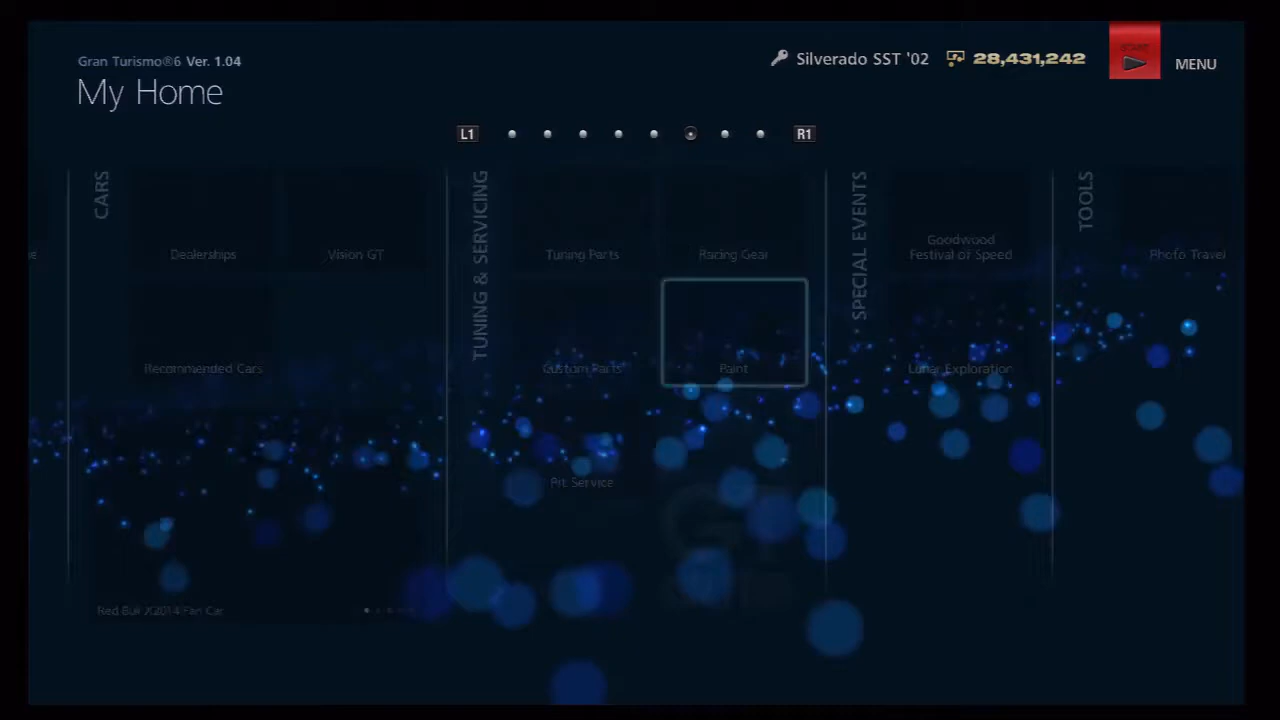 Gran Turismo®6 Ver. 1.04
My Home
Silverado SST '02
28,431,242
START
MENU
L1
R1
CARS
Dealerships
Vision GT
Recommended Cars
Red Bull X2014 Fan Car
TUNING & SERVICING
Tuning Parts
Racing Gear
Custom Parts
Paint
Pit Service
SPECIAL EVENTS
Goodwood
Festival of Speed
Lunar Exploration
TOOLS
Photo Travel